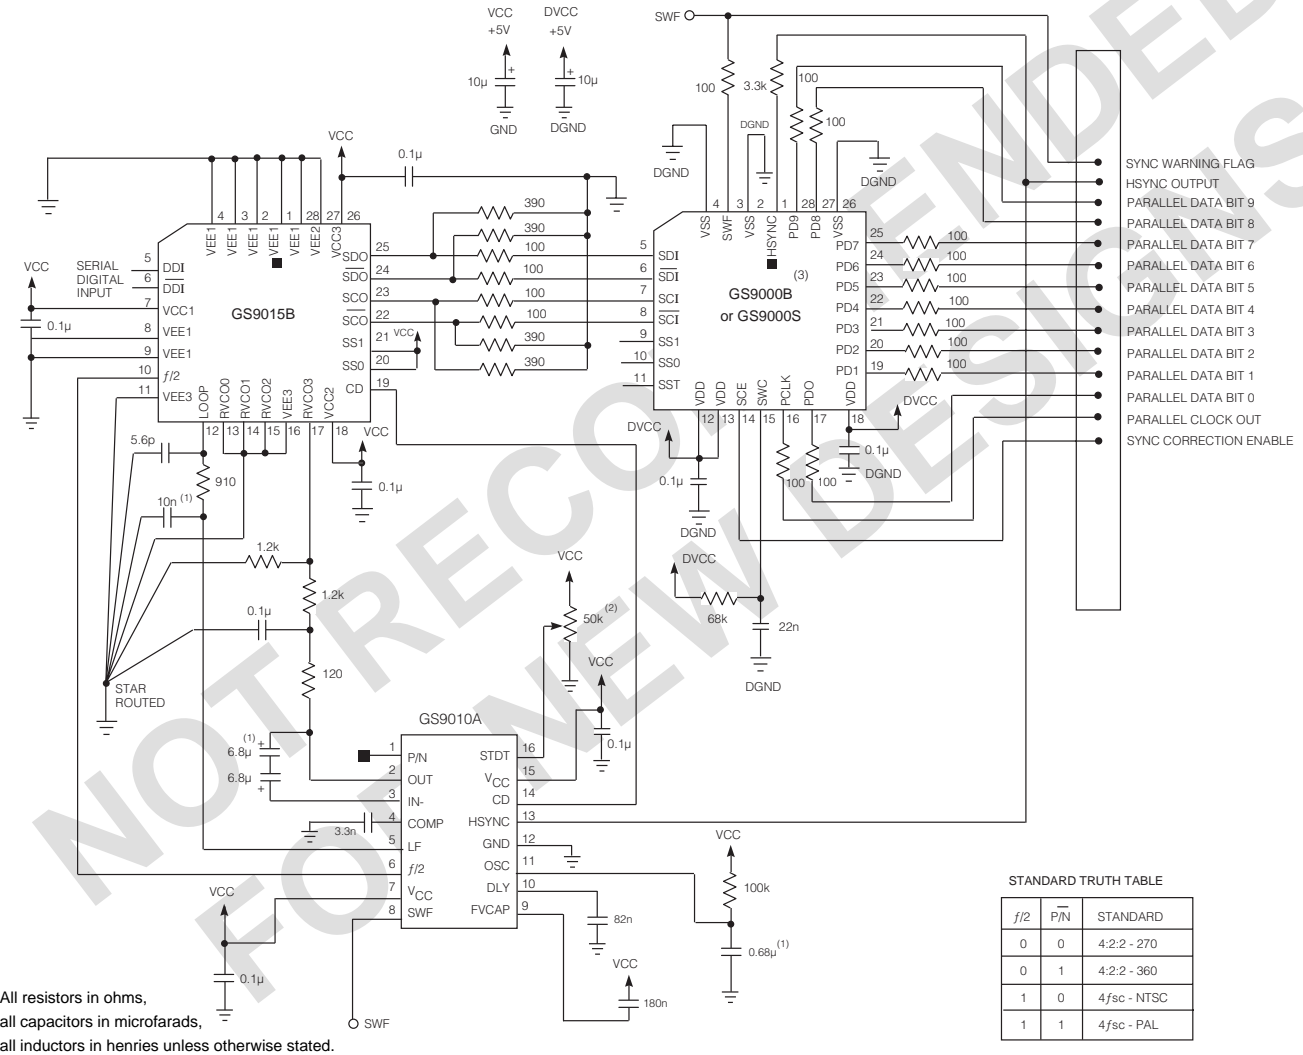 VCC DVCC
+5V +5V
10µ + 10µ +
GND DGND
SWF
100 3.3k 100 100
VCC
0.1µ
DGND DGND DGND
4 3 2 1 28 27 26
VEE1 VEE1 VEE1 VEE1 VEE2 VCC3
4 3 2 1 28 27 26
VSS SWF VSS HSYNC PD9 PD8 VSS
SERIAL
DIGITAL
INPUT
VCC
0.1µ
5 DDI
6 DDI
7 VCC1
8 VEE1
9 VEE1
10 ƒ/2
11 VEE3
GS9015B
SDO 25
SDO 24
SCO 23
SCO 22
SS1 21
SS0 20
CD 19
VCC
LOOP RVCO0 RVCO1 RVCO2 VEE3 RVCO3 VCC2
12 13 14 15 16 17 18
390
390
100
100
100
100
390
390
5 SDI
6 SDI
7 SCI
8 SCI
9 SS1
10 SS0
11 SST
(3)
GS9000B
or GS9000S
25 PD7 100
24 PD6 100
23 PD5 100
22 PD4 100
21 PD3 100
20 PD2 100
19 PD1 100
VDD VDD SCE SWC PCLK PDO VDD
12 13 14 15 16 17 18
SYNC WARNING FLAG
HSYNC OUTPUT
PARALLEL DATA BIT 9
PARALLEL DATA BIT 8
PARALLEL DATA BIT 7
PARALLEL DATA BIT 6
PARALLEL DATA BIT 5
PARALLEL DATA BIT 4
PARALLEL DATA BIT 3
PARALLEL DATA BIT 2
PARALLEL DATA BIT 1
PARALLEL DATA BIT 0
PARALLEL CLOCK OUT
SYNC CORRECTION ENABLE
DVCC DVCC
0.1µ
DGND
0.1µ
DGND
100 100
VCC
0.1µ
5.6p
910
10n (1)
1.2k
1.2k
0.1µ
120
STAR
ROUTED
DVCC
68k
22n
DGND
VCC
50k (2)
VCC
0.1µ
6.8µ (1) +
6.8µ +
GS9010A
1 P/N
2 OUT
3 IN-
4 COMP
5 LF
6 ƒ/2
7 VCC
8 SWF
STDT 16
VCC 15
CD 14
HSYNC 13
GND 12
OSC 11
DLY 10
FVCAP 9
3.3n
VCC
0.1µ
SWF
82n
VCC
180n
VCC
100k
0.68µ (1)
STANDARD TRUTH TABLE
ƒ/2 P/N STANDARD
0 0 4:2:2 - 270
0 1 4:2:2 - 360
1 0 4ƒsc - NTSC
1 1 4ƒsc - PAL
All resistors in ohms,
all capacitors in microfarads,
all inductors in henries unless otherwise stated.